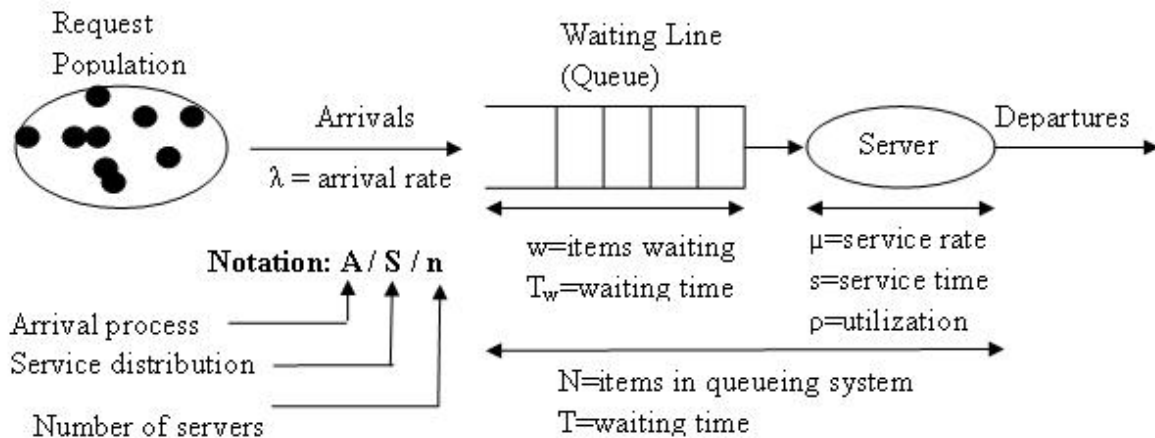 Request
Population
Arrivals
λ = arrival rate
Waiting Line
(Queue)
Server
Departures
w=items waiting
Tw=waiting time
μ=service rate
s=service time
ρ=utilization
N=items in queueing system
T=waiting time
Notation: A / S / n
Arrival process
Service distribution
Number of servers